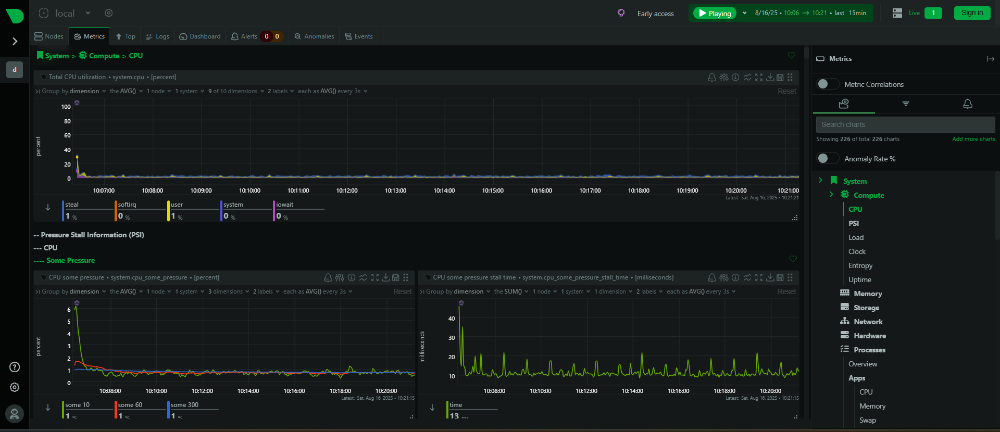 local
Early access
Playing
8/16/25 • 10:06 → 10:21 • last 15min
Live
1
Sign in
Nodes
Metrics
Top
Logs
Dashboard
Alerts 0 0
Anomalies
Events
d
System > Compute > CPU
Total CPU utilization • system.cpu • [percent]
Group by dimension the AVG() 1 node 1 system 9 of 10 dimensions 2 labels each as AVG() every 3s Reset
percent
100
80
60
40
20
0
10:07:00 10:08:00 10:09:00 10:10:00 10:11:00 10:12:00 10:13:00 10:14:00 10:15:00 10:16:00 10:17:00 10:18:00 10:19:00 10:20:00 10:21:00
Latest: Sat, Aug 16, 2025 • 10:21:21
steal softirq user system iowait
1 % 0 % 1 % 0 % 0 %
-- Pressure Stall Information (PSI)
--- CPU
---- Some Pressure
CPU some pressure • system.cpu_some_pressure • [percent]
Group by dimension the AVG() 1 node 1 system 3 dimensions 2 labels each as AVG() every 3s Reset
percent
6
5
4
3
2
1
0
10:08:00 10:10:00 10:12:00 10:14:00 10:16:00 10:18:00 10:20:00
Latest: Sat, Aug 16, 2025 • 10:21:15
some 10 some 60 some 300
1 % 1 % 1 %
CPU some pressure stall time • system.cpu_some_pressure_stall_time • [milliseconds]
Group by dimension the SUM() 1 node 1 system 1 dimension 2 labels each as AVG() every 3s Reset
milliseconds
40
30
20
10
10:08:00 10:10:00 10:12:00 10:14:00 10:16:00 10:18:00 10:20:00
Latest: Sat, Aug 16, 2025 • 10:21:15
time
13 ms
Metrics
Metric Correlations
Search charts
Showing 226 of total 226 charts
Add more charts
Anomaly Rate %
System
Compute
CPU
PSI
Load
Clock
Entropy
Uptime
Memory
Storage
Network
Hardware
Processes
Overview
Apps
CPU
Memory
Swap